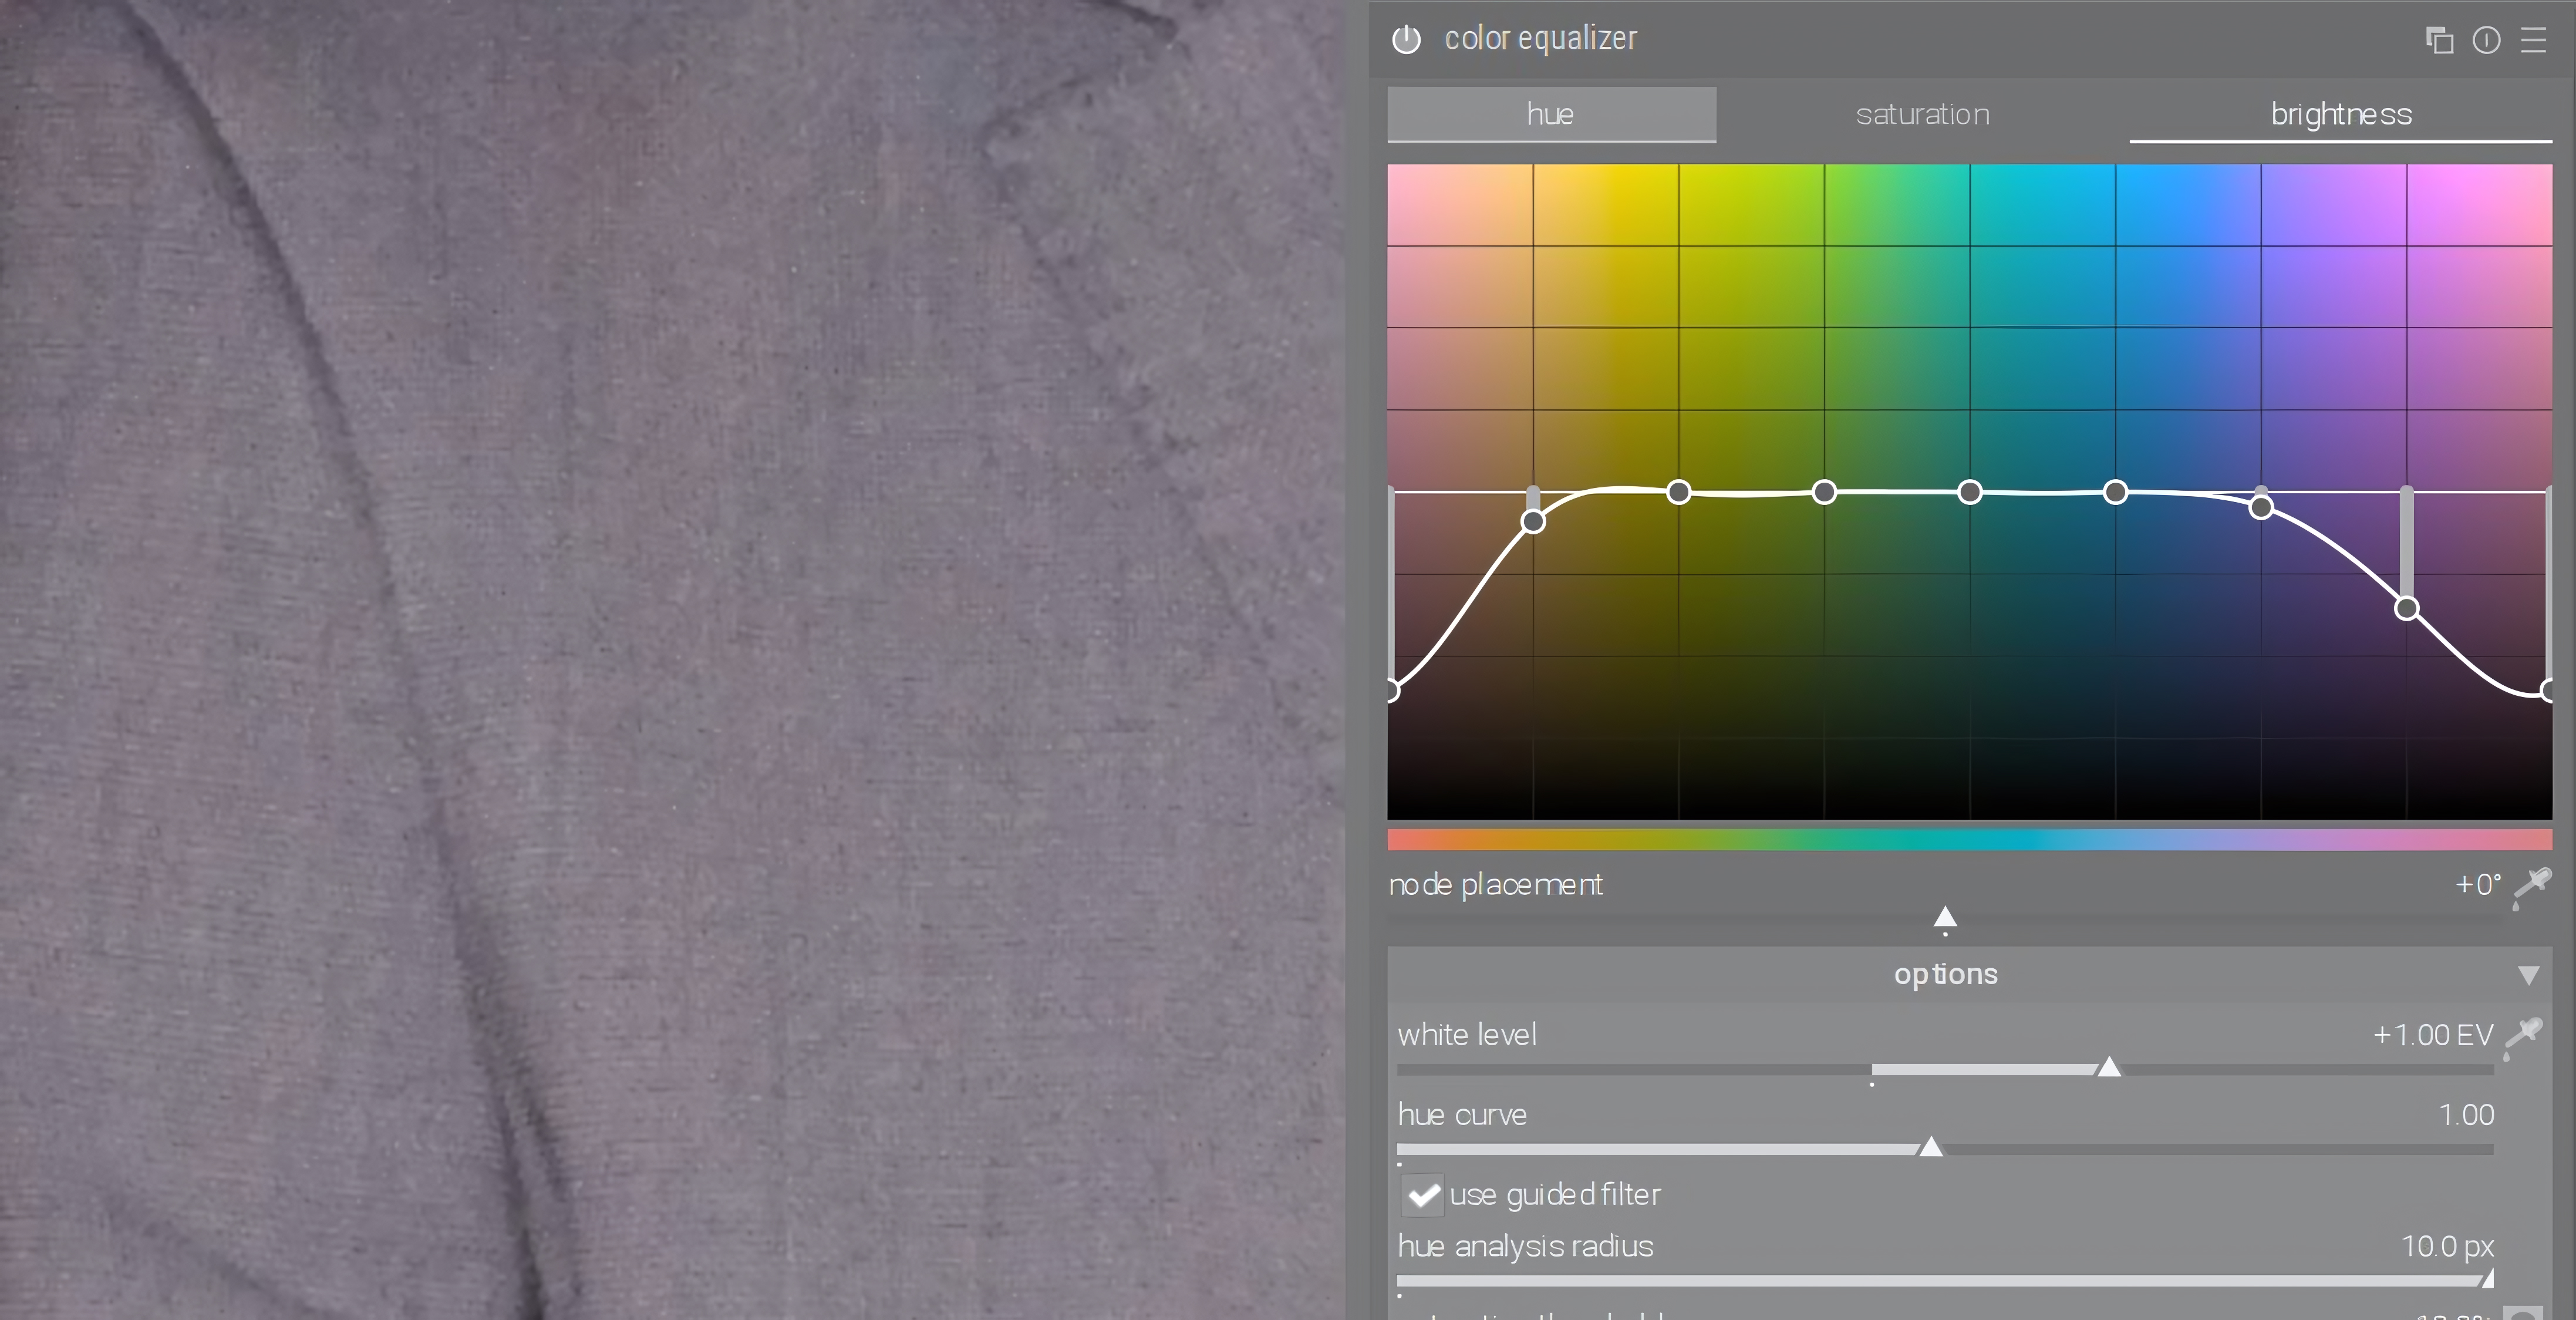 color equalizer
hue saturation brightness
node placement +0°
options
white level +1.00 EV
hue curve 1.00
use guided filter
hue analysis radius 10.0 px